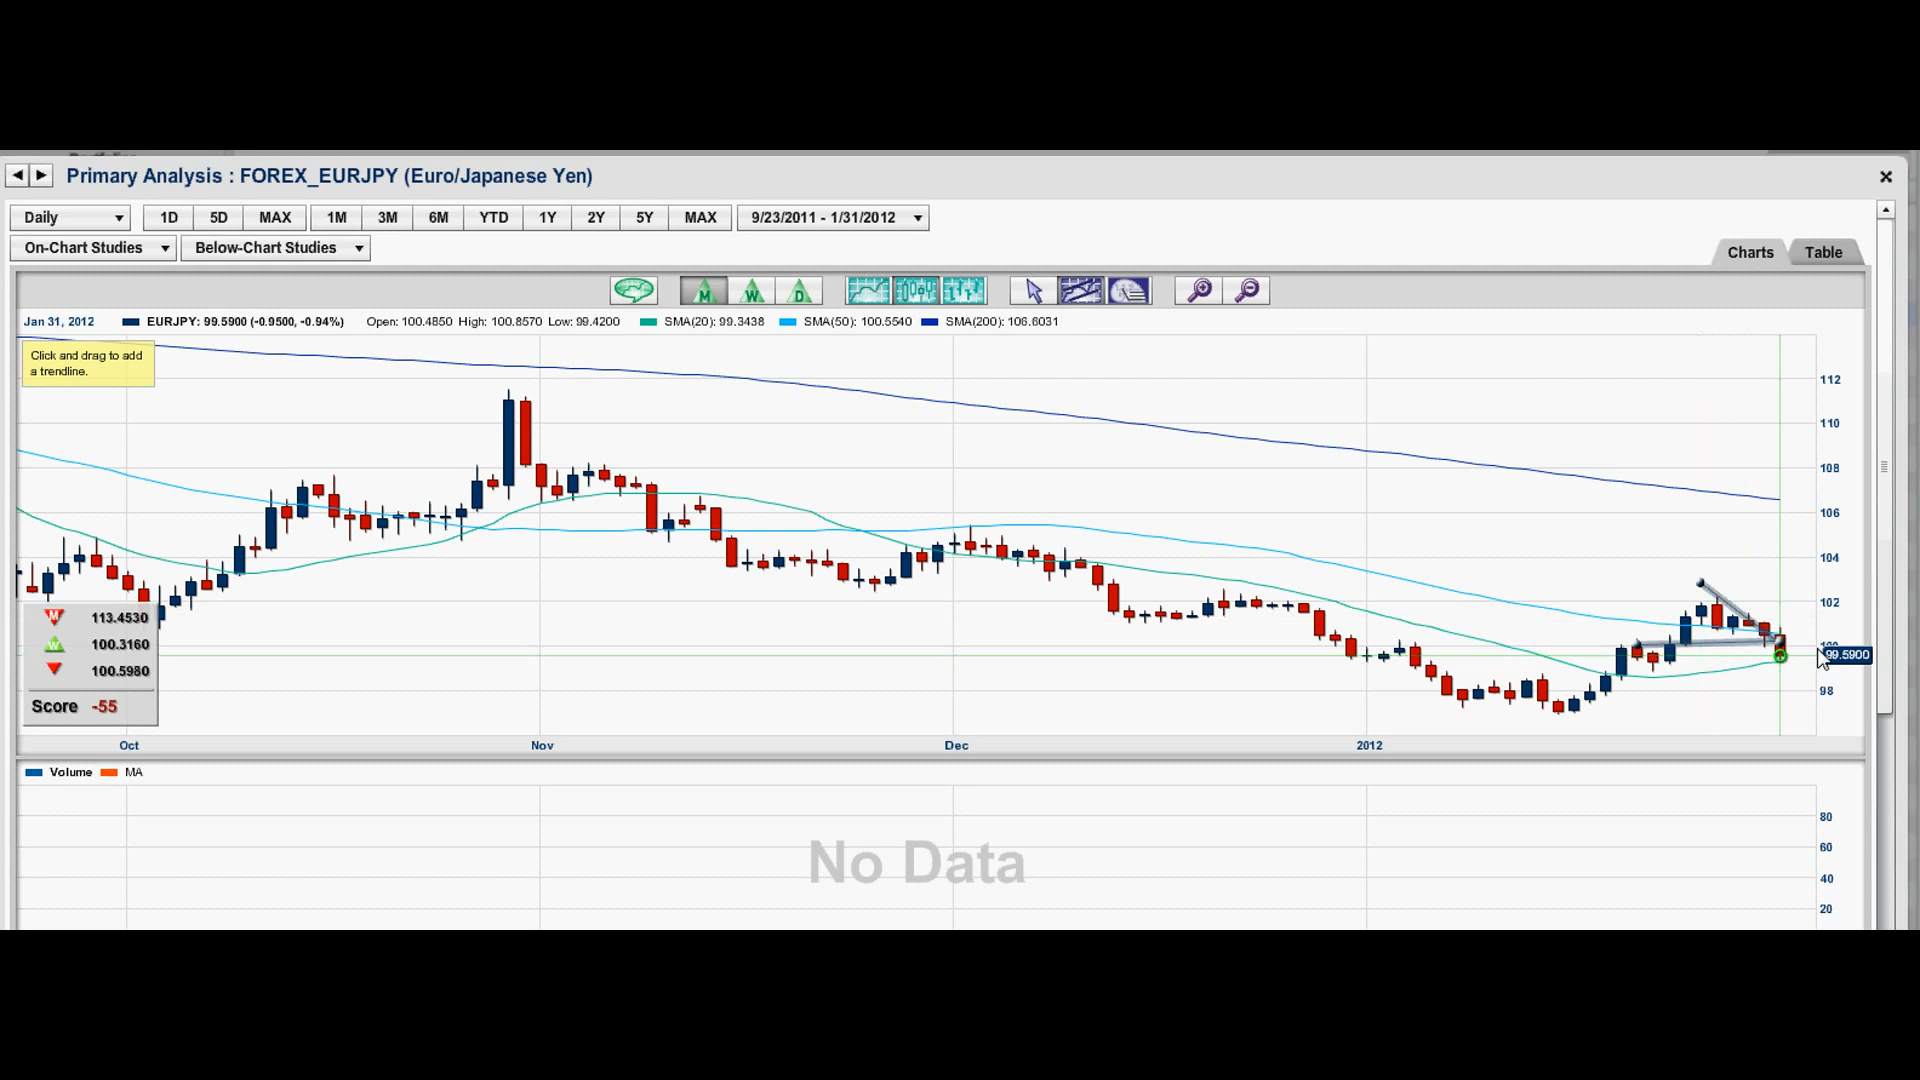 Primary Analysis : FOREX_EURJPY (Euro/Japanese Yen)
Daily 1D 5D MAX 1M 3M 6M YTD 1Y 2Y 5Y MAX 9/23/2011 - 1/31/2012
On-Chart Studies Below-Chart Studies Charts Table
M W D
Jan 31, 2012 EURJPY: 99.5900 (-0.9500, -0.94%) Open: 100.4850 High: 100.8570 Low: 99.4200 SMA(20): 99.3438 SMA(50): 100.5540 SMA(200): 106.6031
Click and drag to add
a trendline.
112
110
108
106
104
102
99.5900
98
M 113.4530
W 100.3160
100.5980
Score -55
Oct Nov Dec 2012
Volume MA
80
60
40
20
No Data